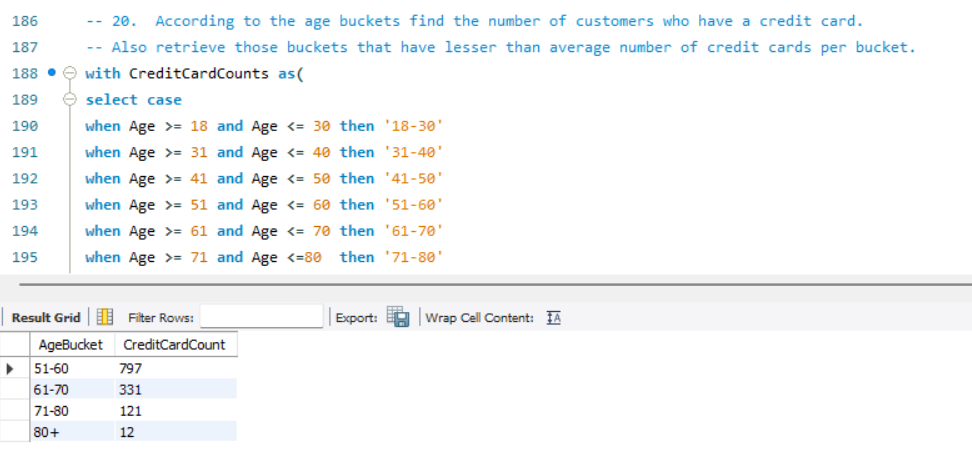 186 -- 20.  According to the age buckets find the number of customers who have a credit card.
187 -- Also retrieve those buckets that have lesser than average number of credit cards per bucket.
188 with CreditCardCounts as(
189 select case
190 when Age >= 18 and Age <= 30 then '18-30'
191 when Age >= 31 and Age <= 40 then '31-40'
192 when Age >= 41 and Age <= 50 then '41-50'
193 when Age >= 51 and Age <= 60 then '51-60'
194 when Age >= 61 and Age <= 70 then '61-70'
195 when Age >= 71 and Age <=80  then '71-80'
Result Grid Filter Rows: Export: Wrap Cell Content: IA
AgeBucket CreditCardCount
51-60 797
61-70 331
71-80 121
80+ 12